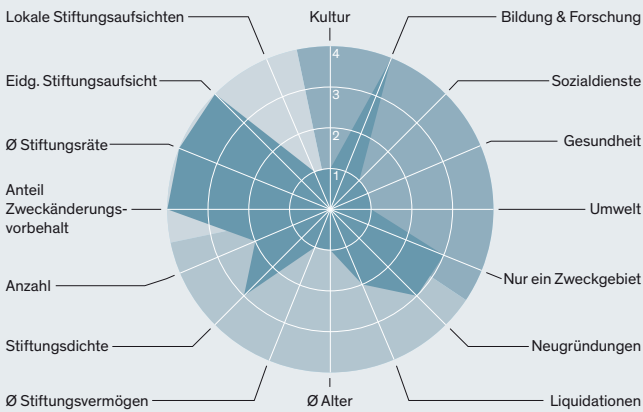 Lokale Stiftungsaufsichten
Kultur
Bildung & Forschung
Eidg. Stiftungsaufsicht
Sozialdienste
Ø Stiftungsräte
Gesundheit
Anteil
Zweckänderungs-
vorbehalt
Umwelt
Anzahl
Nur ein Zweckgebiet
Stiftungsdichte
Neugründungen
Ø Stiftungsvermögen
Ø Alter
Liquidationen
4
3
2
1